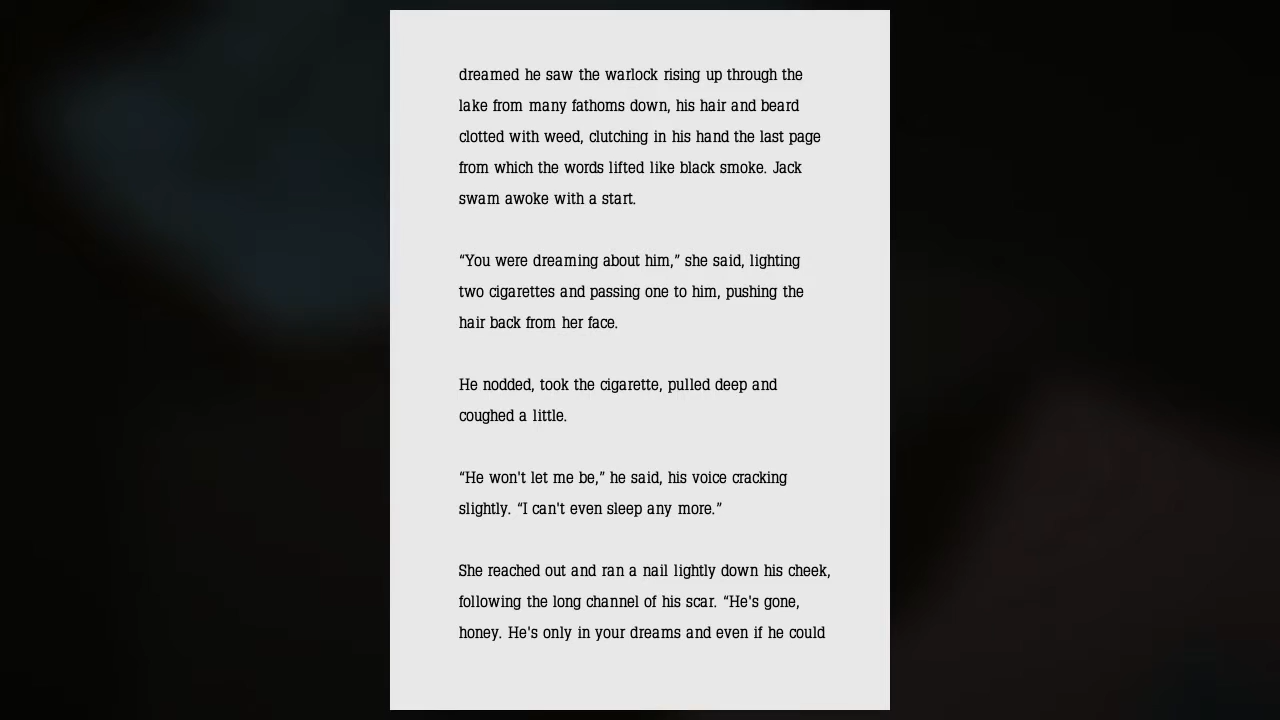 dreamed he saw the warlock rising up through the
lake from many fathoms down, his hair and beard
clotted with weed, clutching in his hand the last page
from which the words lifted like black smoke. Jack
swam awoke with a start.
“You were dreaming about him,” she said, lighting
two cigarettes and passing one to him, pushing the
hair back from her face.
He nodded, took the cigarette, pulled deep and
coughed a little.
“He won't let me be,” he said, his voice cracking
slightly. “I can't even sleep any more.”
She reached out and ran a nail lightly down his cheek,
following the long channel of his scar. “He's gone,
honey. He's only in your dreams and even if he could